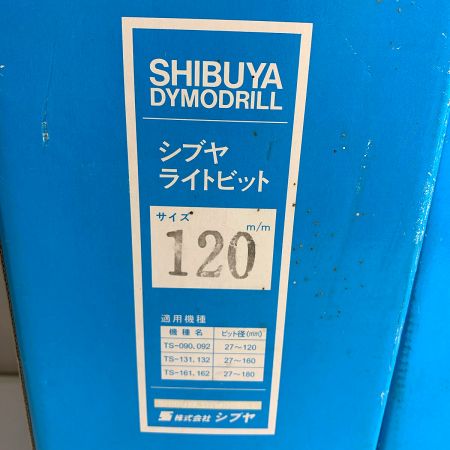 SHIBUYA
DYMODRILL
シブヤ
ライトビット
サイズ
120 m/m
適用機種
機種名 ビット径(mm)
TS-090,092 27～120
TS-131,132 27～160
TS-161,162 27～180
株式会社 シブヤ